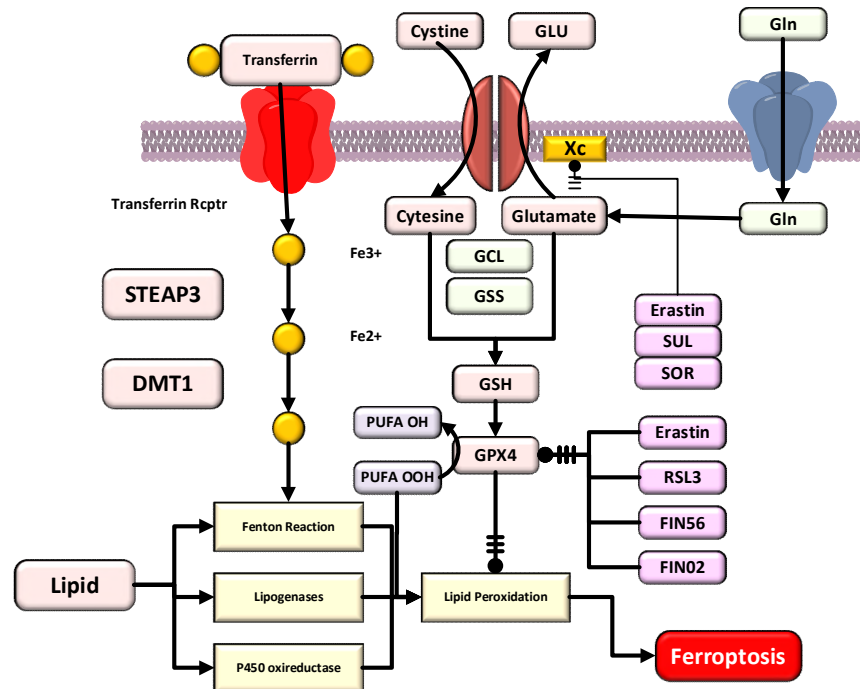 Cystine
GLU
Gln
Transferrin
Xc
Transferrin Rcptr
Cytesine
Glutamate
Gln
Fe3+
GCL
STEAP3
GSS
Erastin
Fe2+
SUL
DMT1
GSH
SOR
PUFA OH
Erastin
GPX4
PUFA OOH
RSL3
Fenton Reaction
FIN56
FIN02
Lipid
Lipogenases
Lipid Peroxidation
P450 oxireductase
Ferroptosis